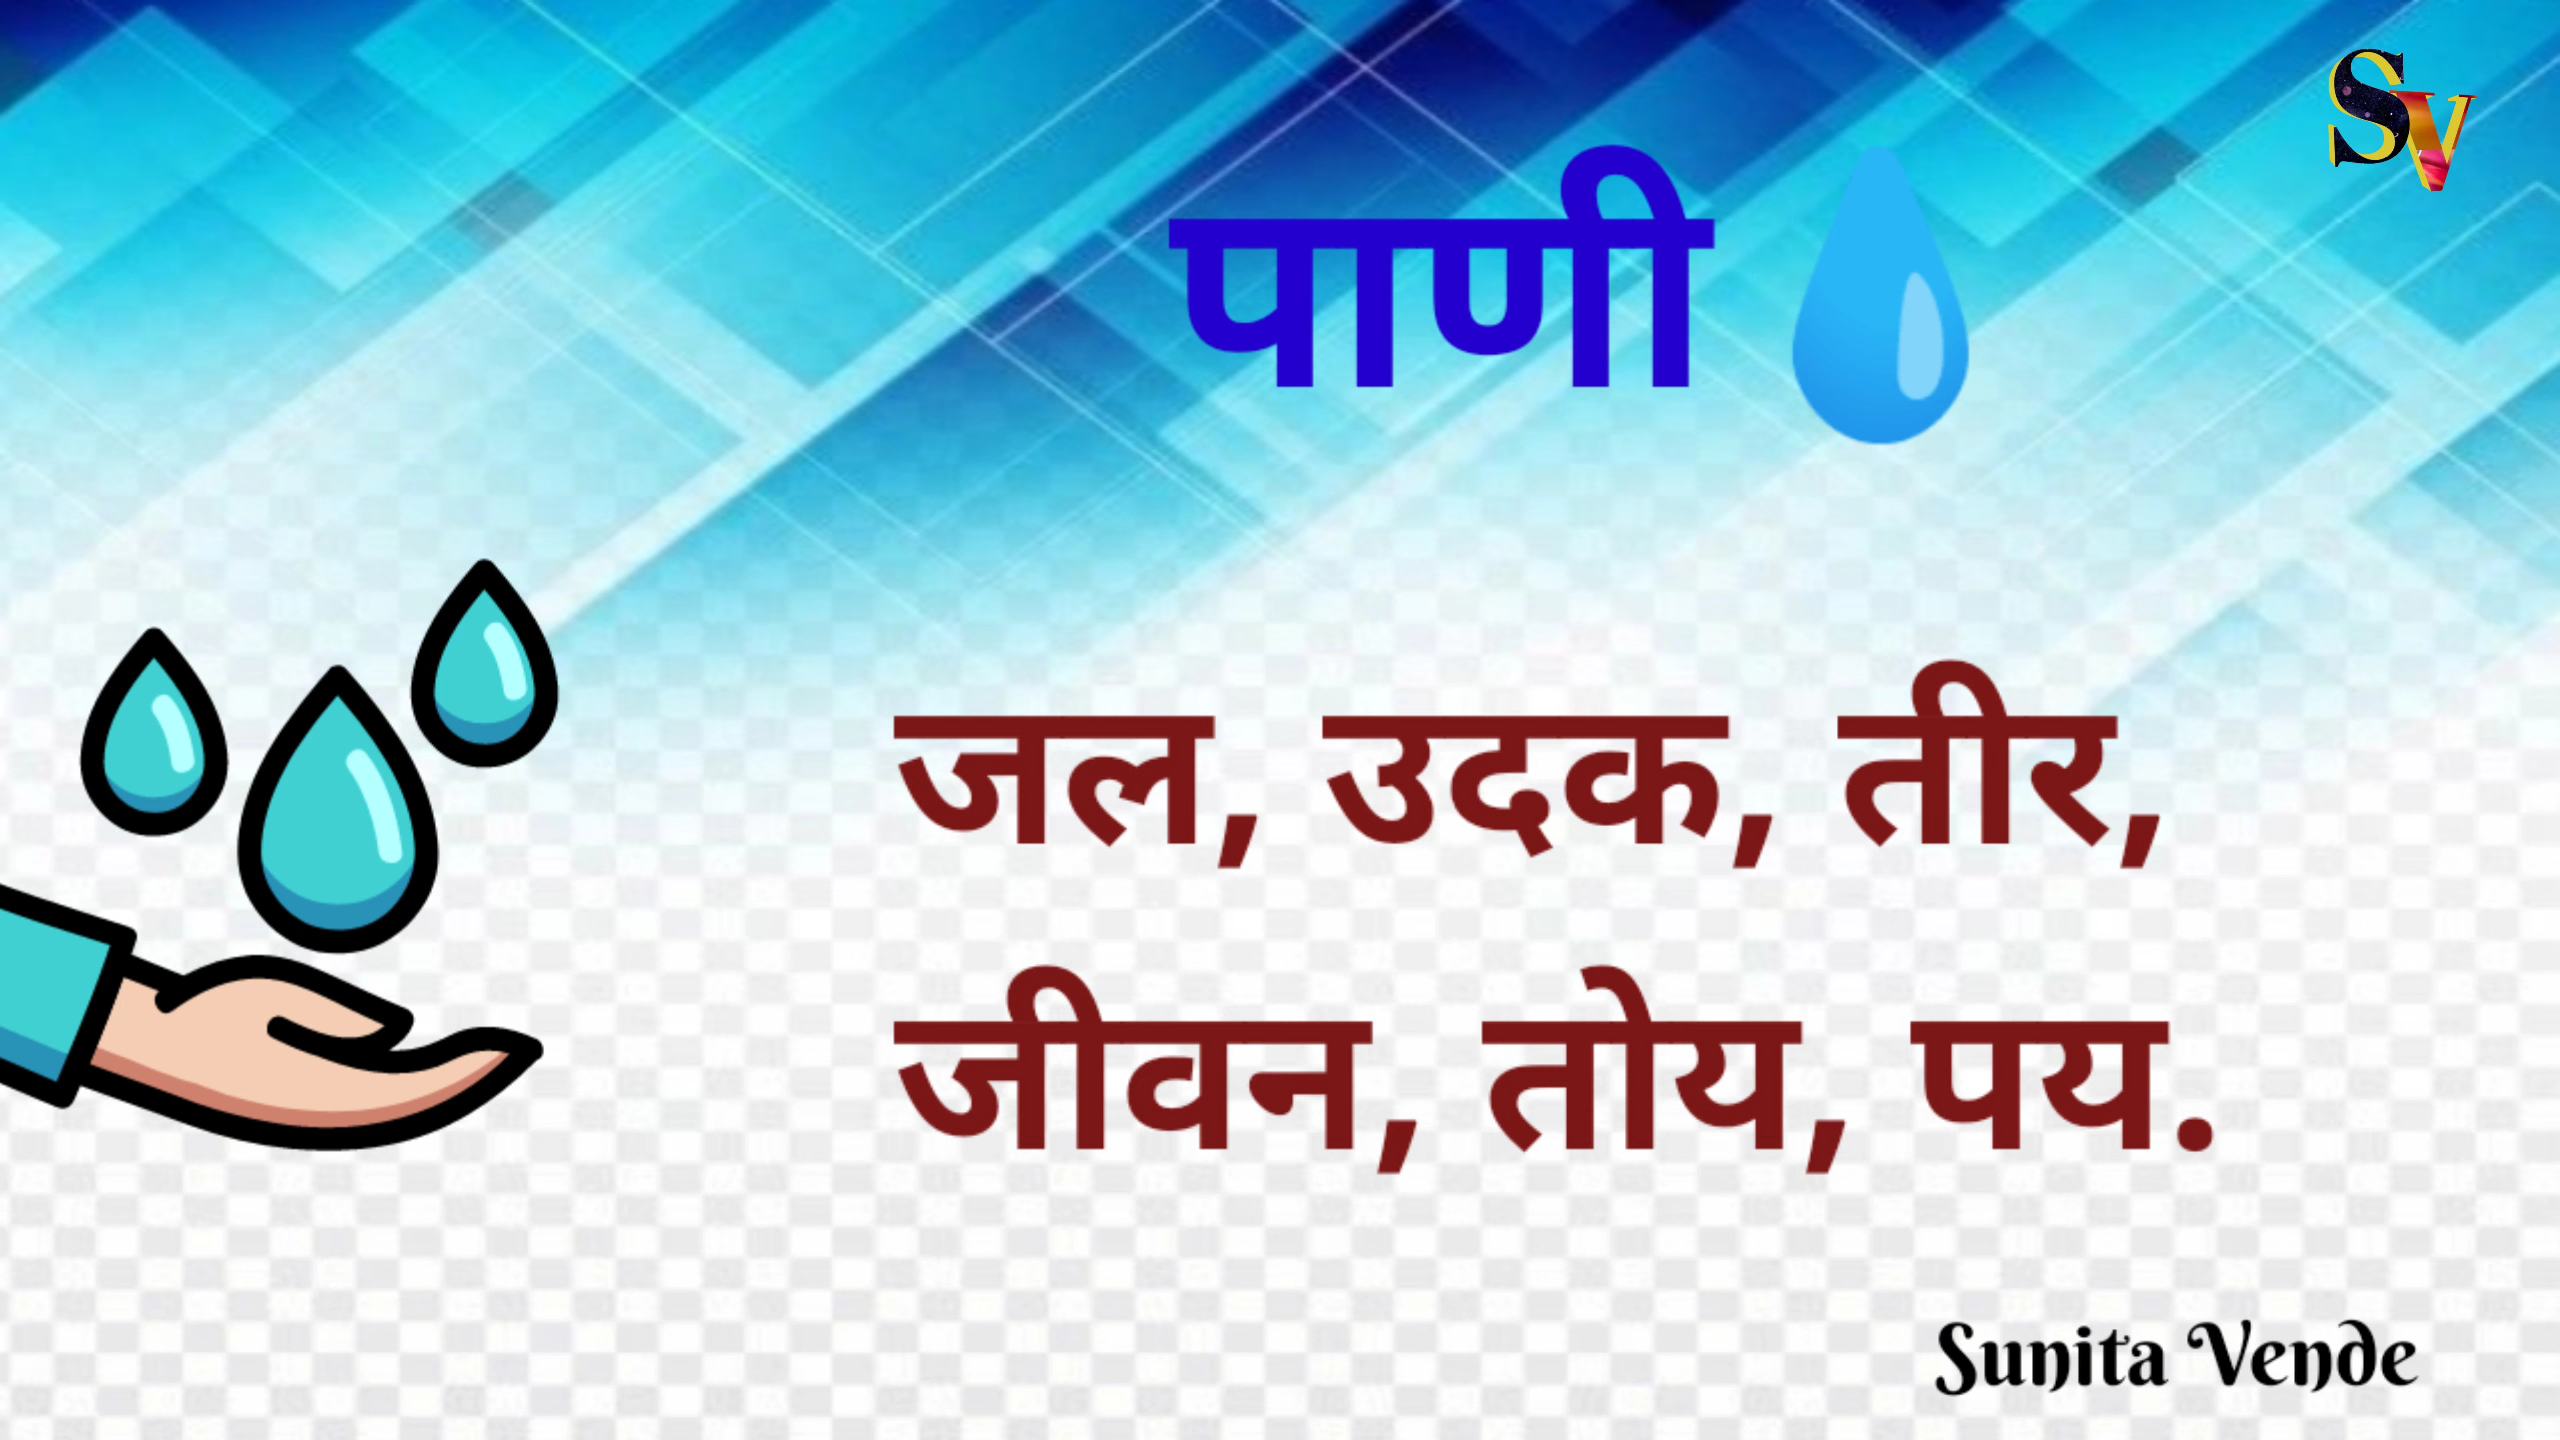 SV
पाणी💧
जल, उदक, तीर,
जीवन, तोय, पय.
Sunita Vende